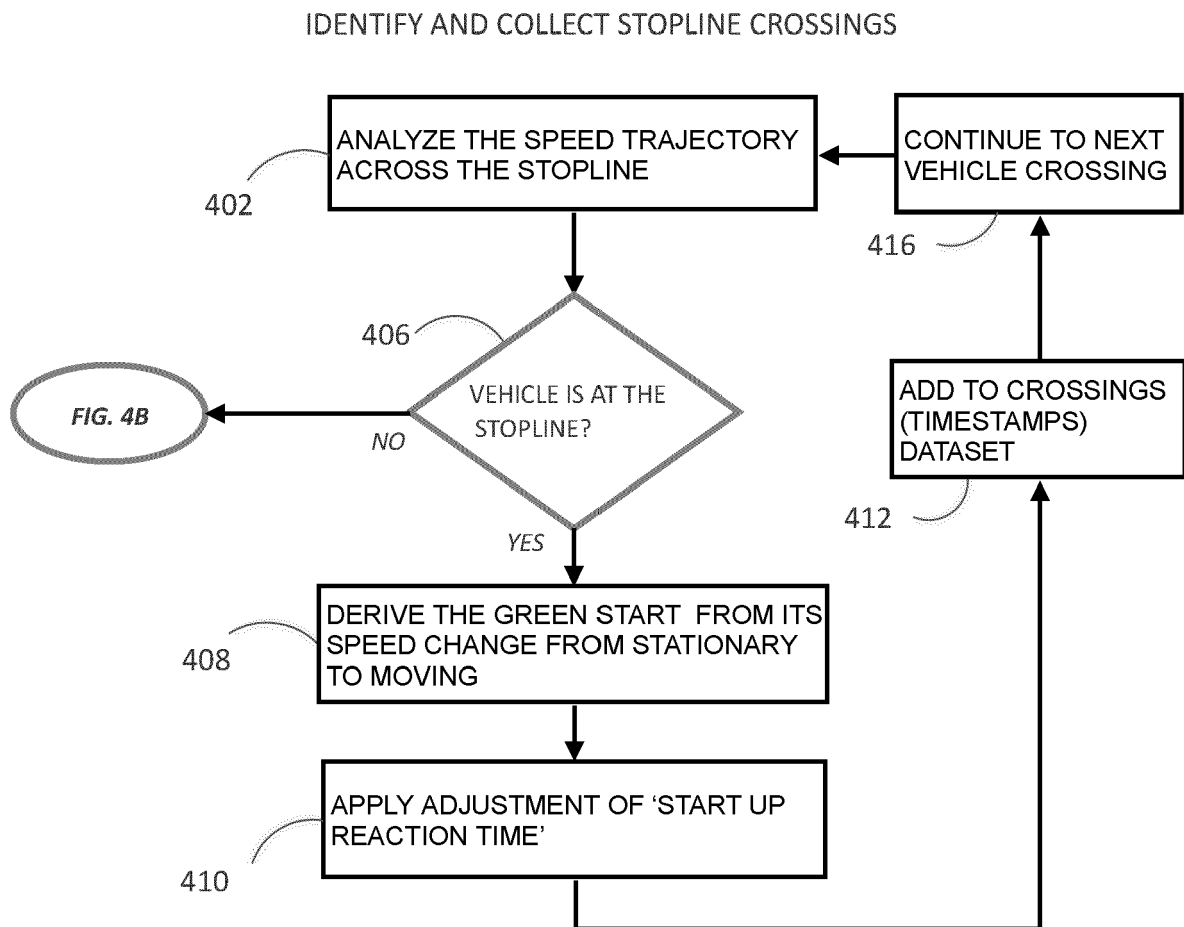 IDENTIFY AND COLLECT STOPLINE CROSSINGS
ANALYZE THE SPEED TRAJECTORY
ACROSS THE STOPLINE
402
CONTINUE TO NEXT
VEHICLE CROSSING
416
406
VEHICLE IS AT THE
STOPLINE?
FIG. 4B
NO
YES
ADD TO CROSSINGS
(TIMESTAMPS)
DATASET
412
DERIVE THE GREEN START FROM ITS
SPEED CHANGE FROM STATIONARY
TO MOVING
408
APPLY ADJUSTMENT OF ‘START UP
REACTION TIME’
410